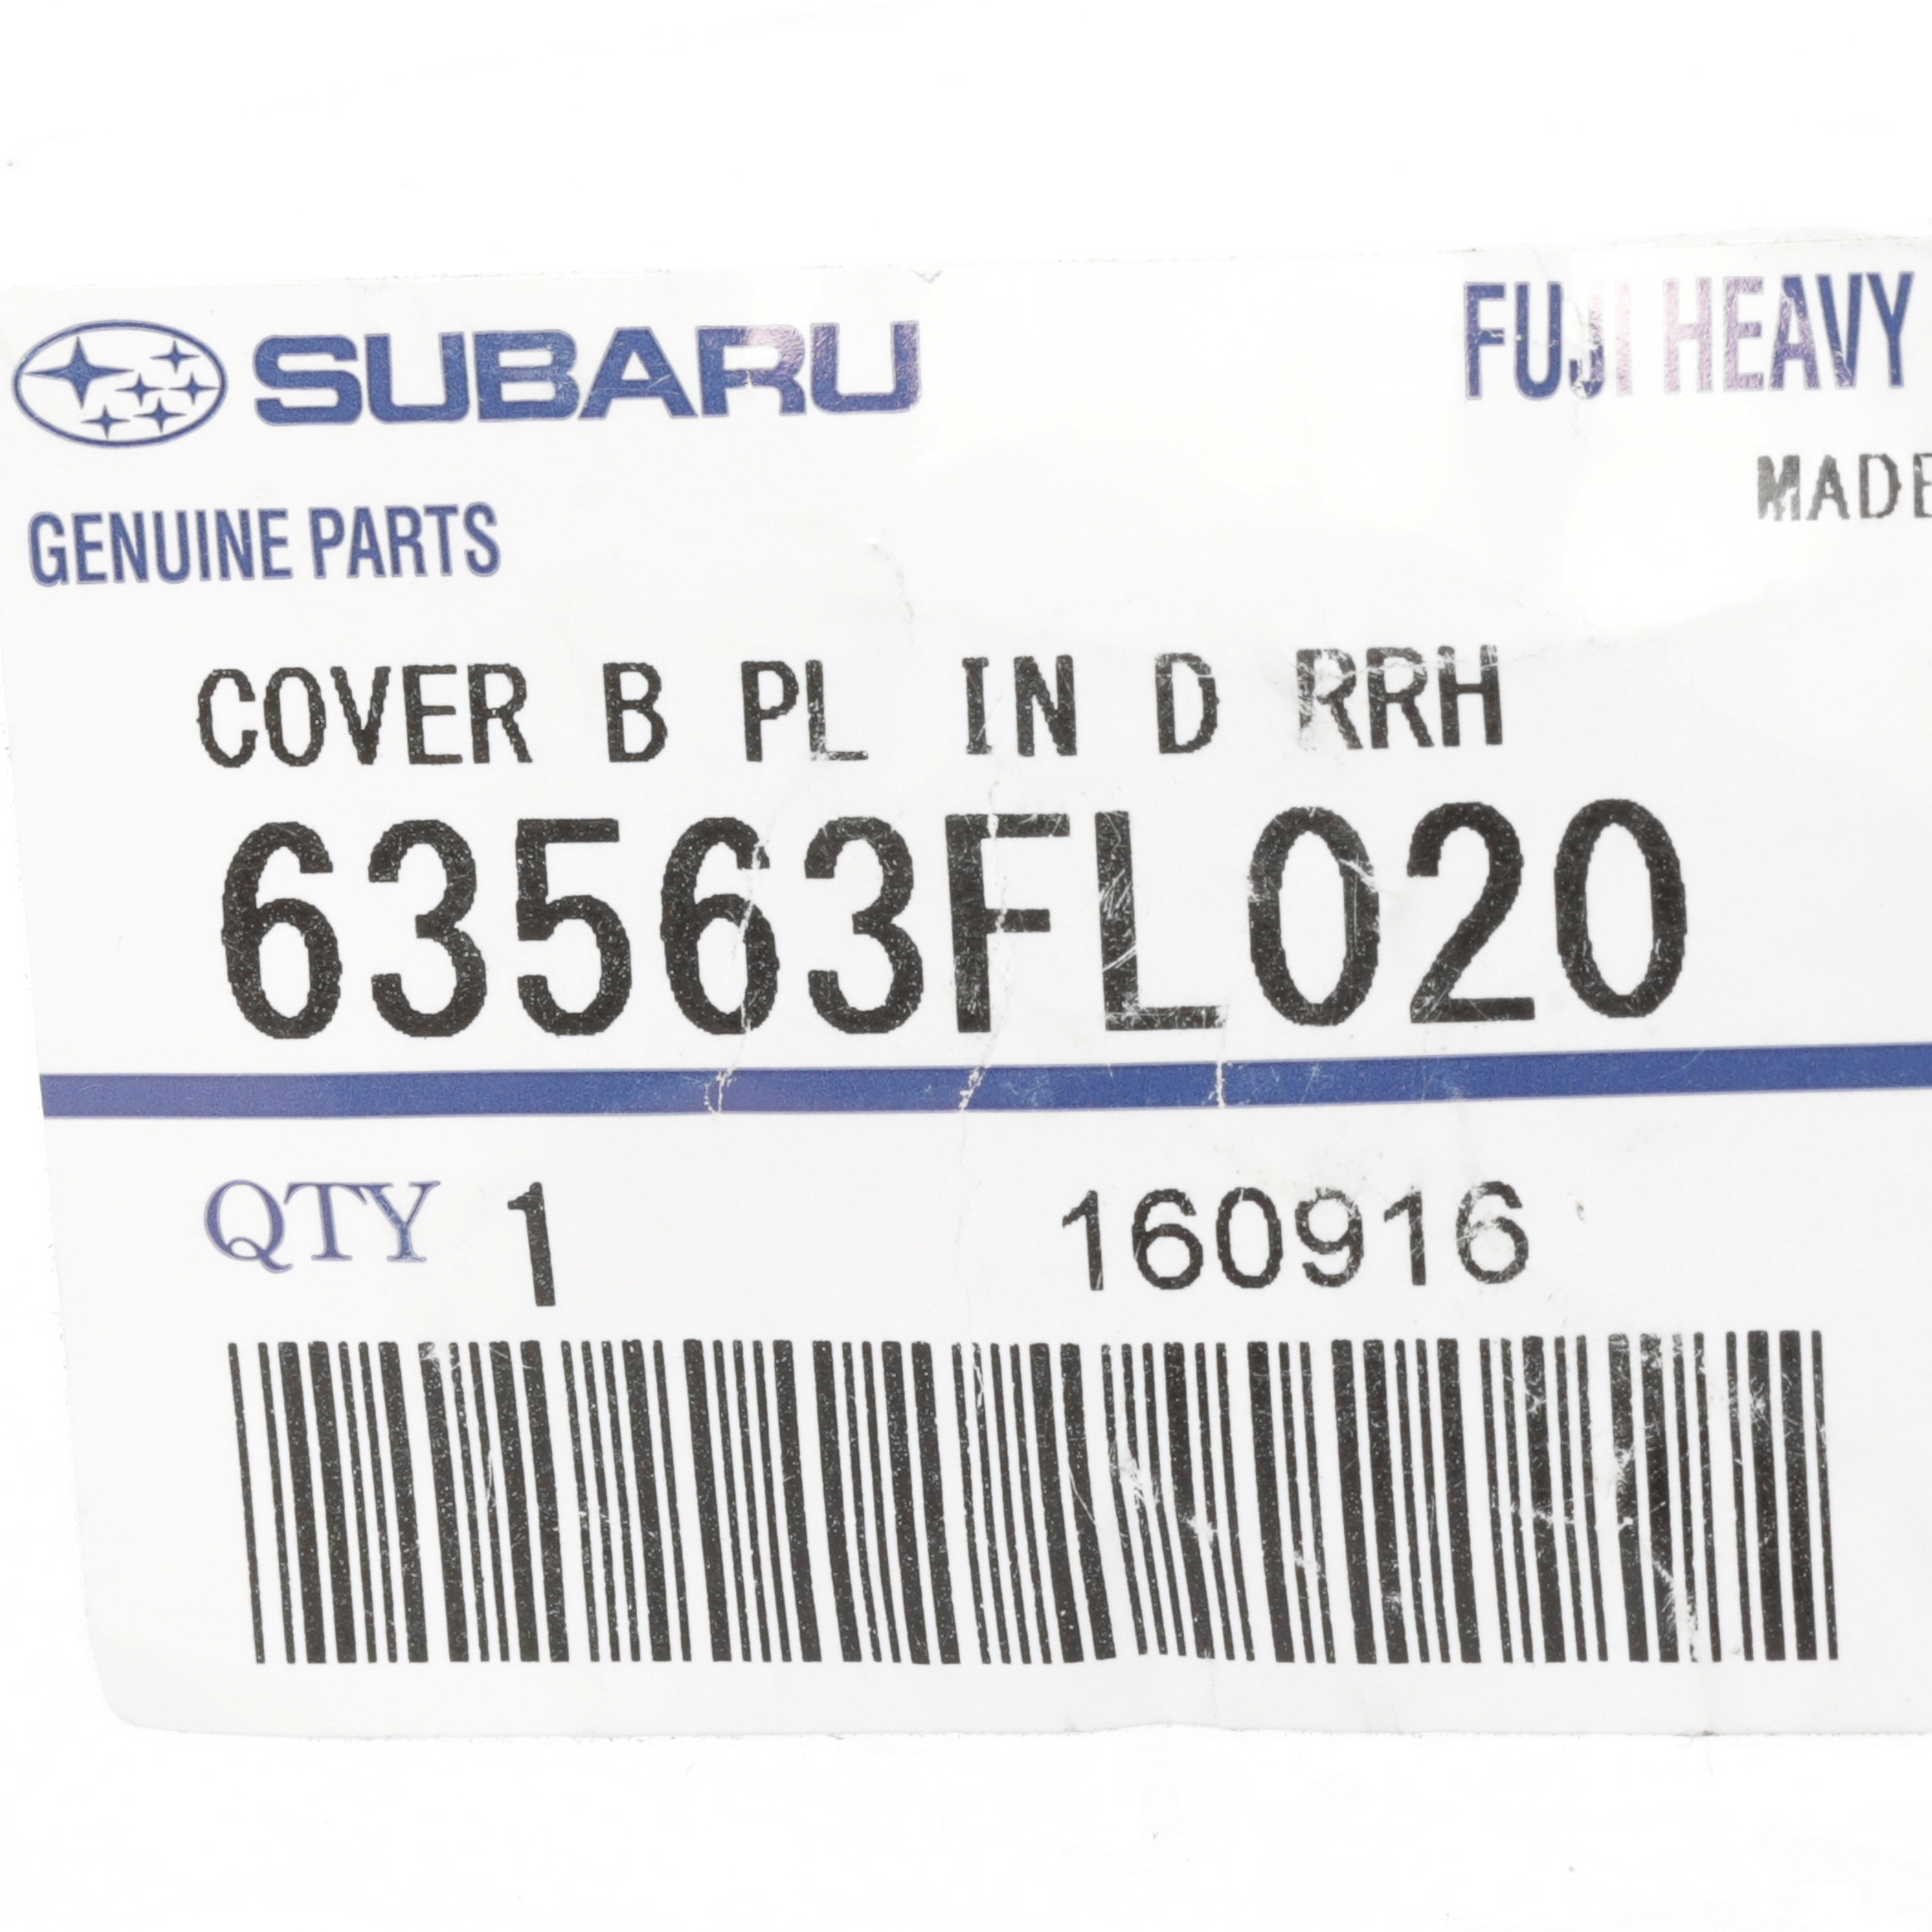 SUBARU FUJI HEAVY
MADE
GENUINE PARTS
COVER B PL IN D RRH
63563FL020
QTY 1 160916